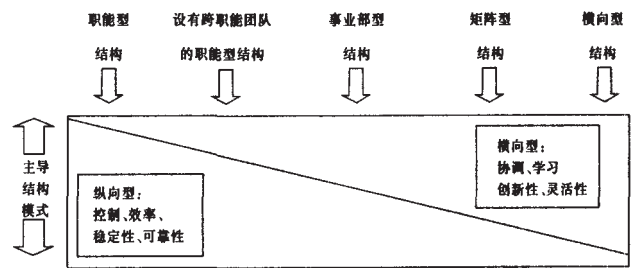 职能型
结构
设有跨职能团队
的职能型结构
事业部型
结构
矩阵型
结构
横向型
结构
主导
结构
模式
纵向型:
控制、效率、
稳定性、可靠性
横向型:
协调、学习
创新性、灵活性